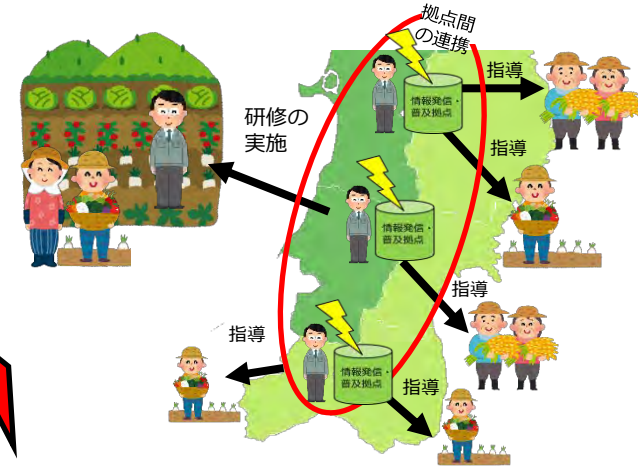 拠点間
の連携
情報発信・
普及拠点
指導
指導
研修の
実施
情報発信・
普及拠点
指導
指導
情報発信・
普及拠点
指導